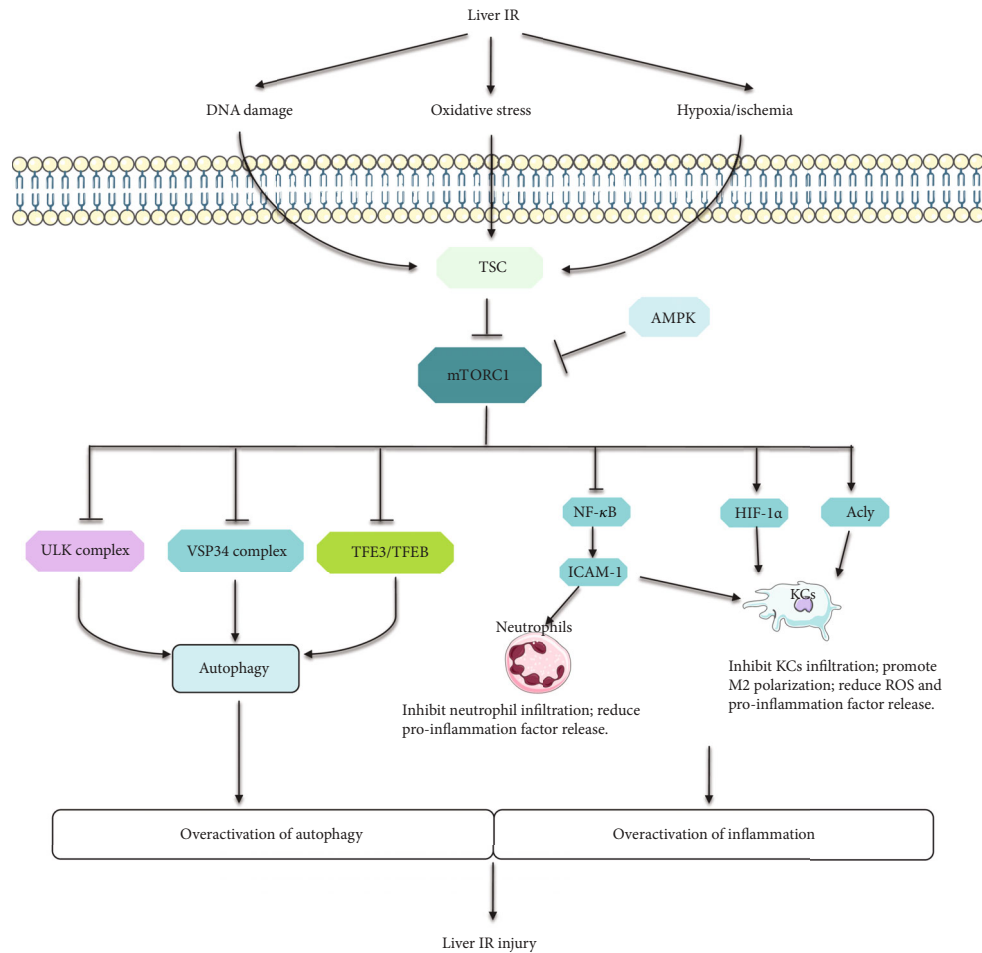 Liver IR
DNA damage
Oxidative stress
Hypoxia/ischemia
TSC
AMPK
mTORC1
NF-κB
HIF-1α
Acly
ULK complex
VSP34 complex
TFE3/TFEB
ICAM-1
KCs
Neutrophils
Autophagy
Inhibit KCs infiltration; promote
M2 polarization; reduce ROS and
pro-inflammation factor release.
Inhibit neutrophil infiltration; reduce
pro-inflammation factor release.
Overactivation of autophagy
Overactivation of inflammation
Liver IR injury